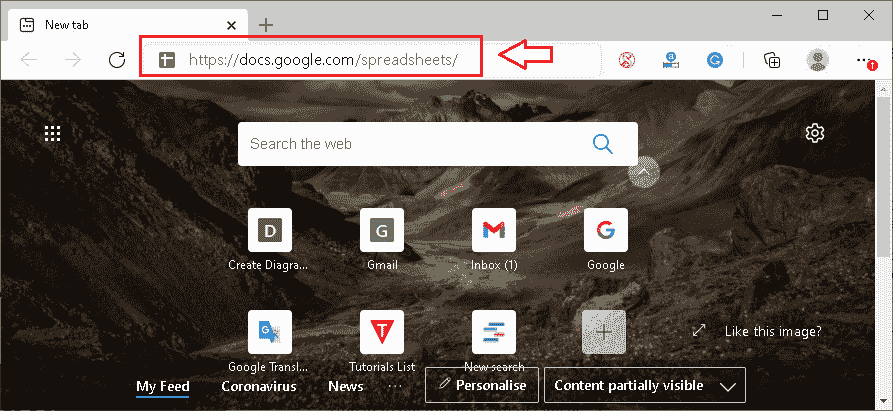 New tab
https://docs.google.com/spreadsheets/
a
G
1
Search the web
D
G
M
G
Create Diagra...
Gmail
Inbox (1)
Google
G
T
Like this image?
Google Transl...
Tutorials List
New search
My Feed
Coronavirus
News
...
Personalise
Content partially visible